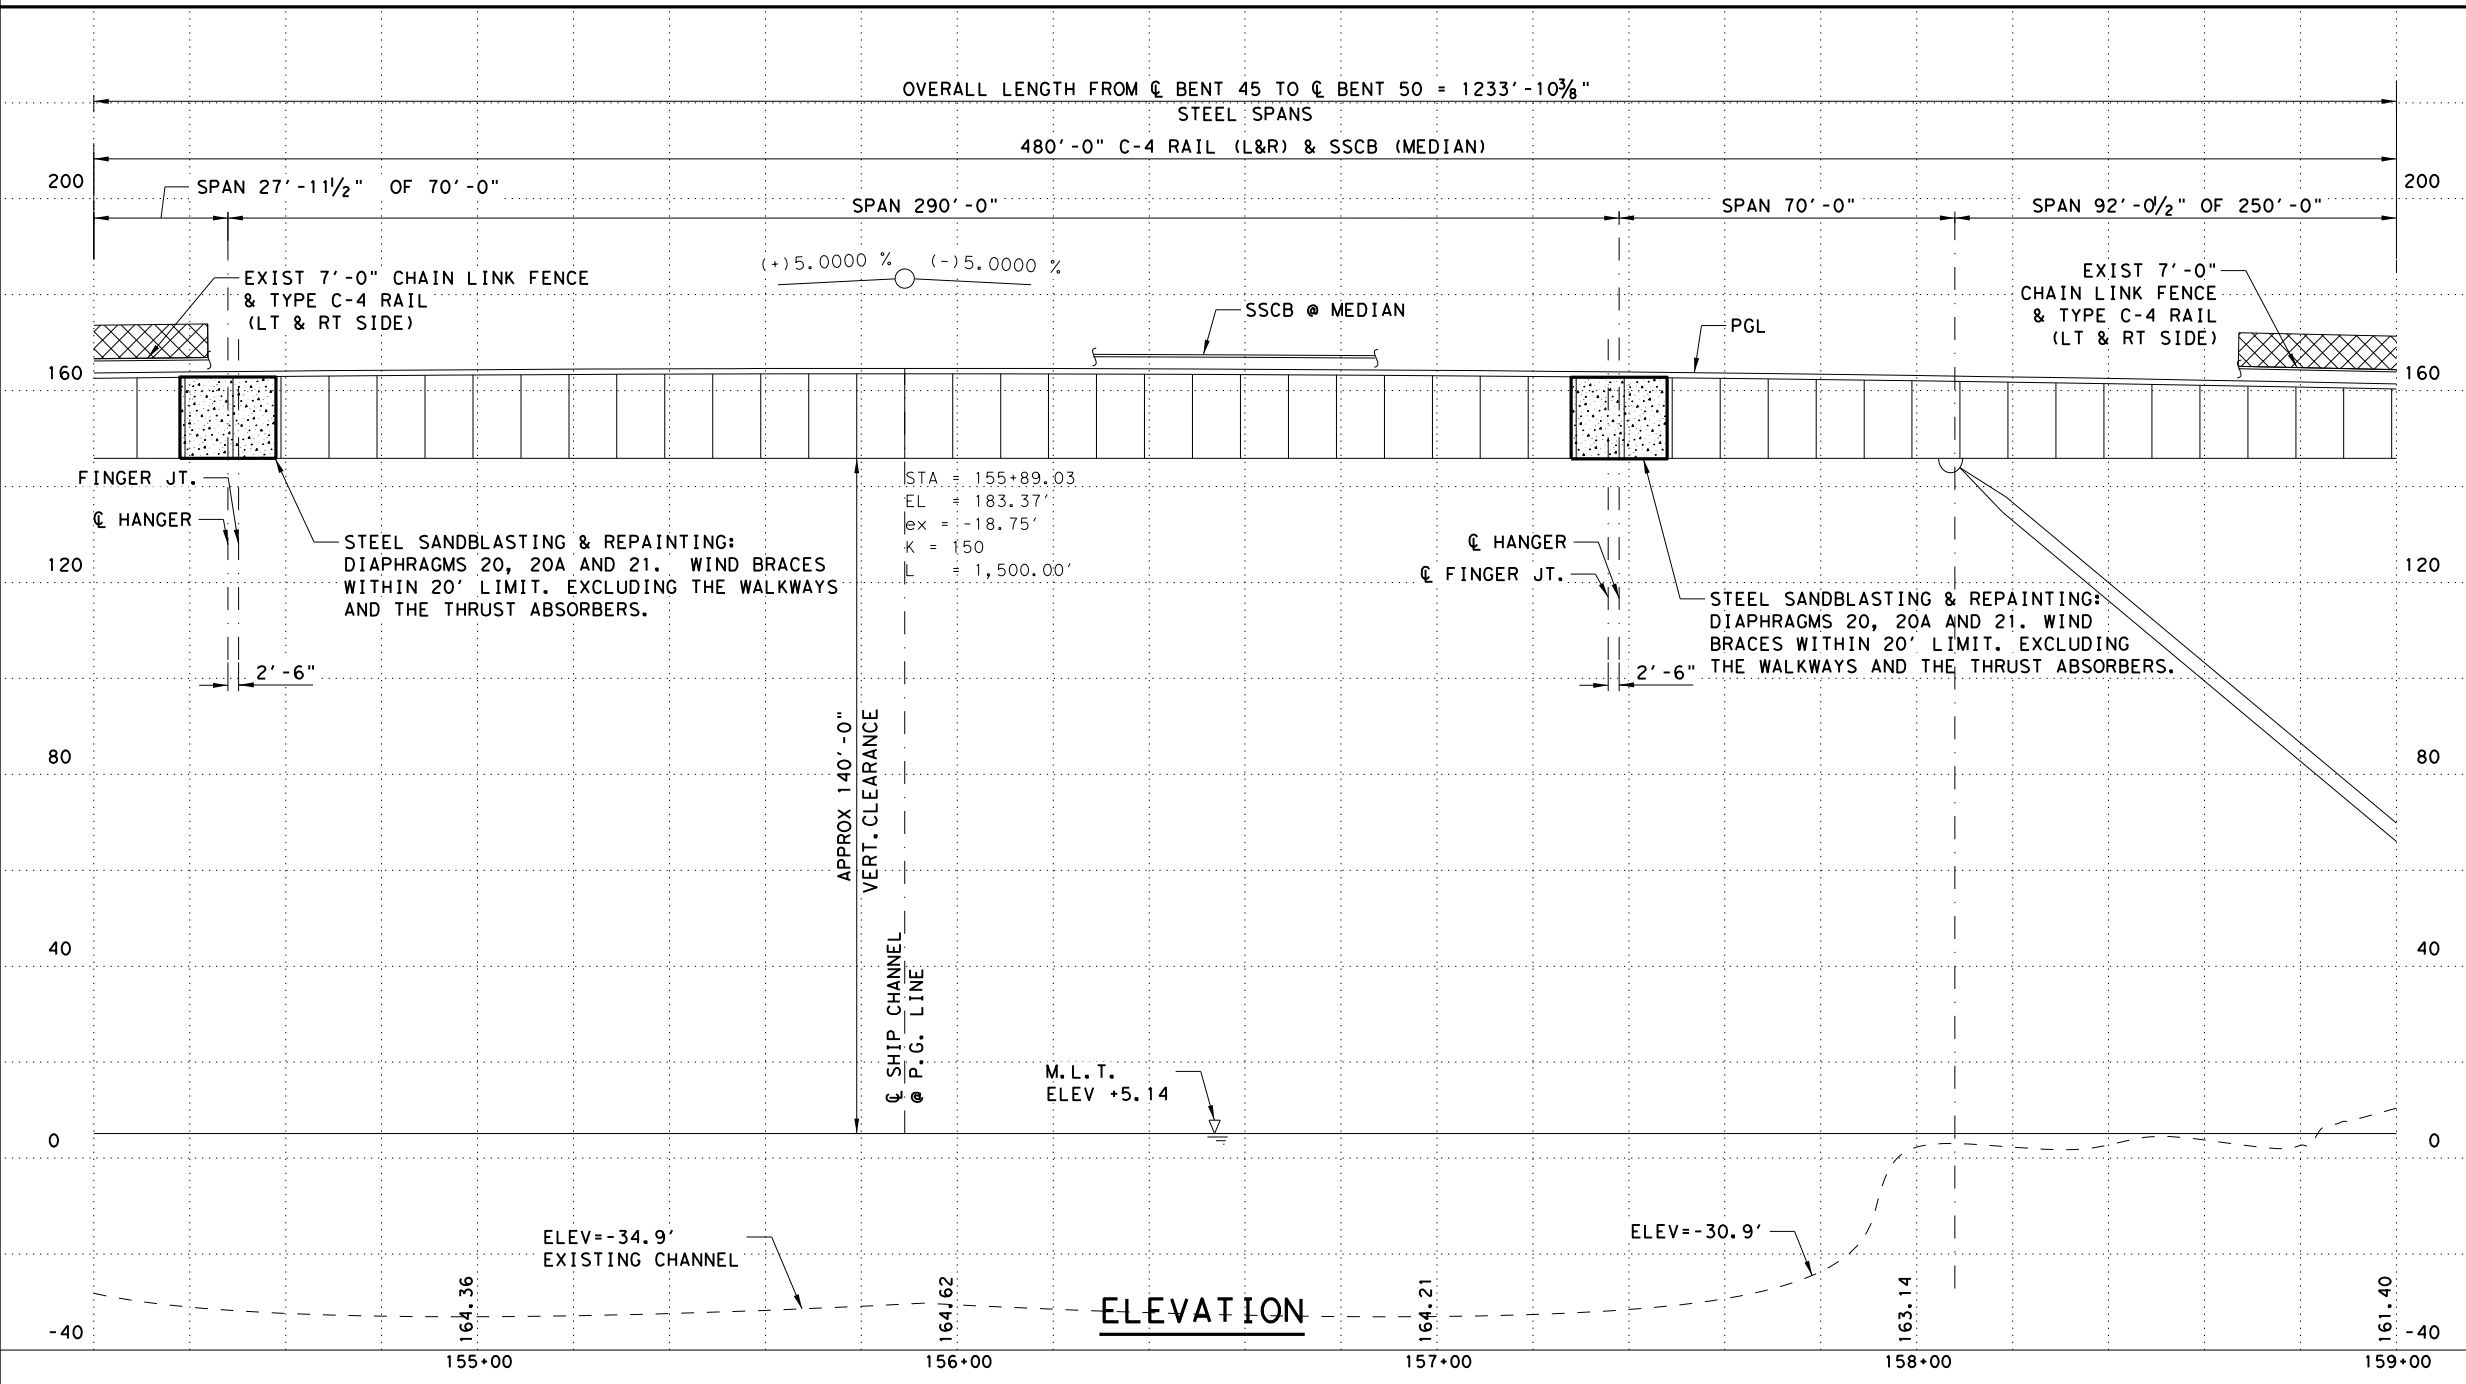 OVERALL LENGTH FROM ℄ BENT 45 TO ℄ BENT 50 = 1233'-10⅜"
STEEL SPANS
480'-0" C-4 RAIL (L&R) & SSCB (MEDIAN)
200
SPAN 27'-11½" OF 70'-0"
SPAN 290'-0"
SPAN 70'-0"
SPAN 92'-0½" OF 250'-0"
200
(+)5.0000 %
(-)5.0000 %
EXIST 7'-0" CHAIN LINK FENCE
& TYPE C-4 RAIL
(LT & RT SIDE)
SSCB @ MEDIAN
PGL
EXIST 7'-0"
CHAIN LINK FENCE
& TYPE C-4 RAIL
(LT & RT SIDE)
160
160
FINGER JT.
℄ HANGER
STA = 155+89.03
EL = 183.37'
ex = -18.75'
K = 150
L = 1,500.00'
℄ HANGER
℄ FINGER JT.
120
120
STEEL SANDBLASTING & REPAINTING:
DIAPHRAGMS 20, 20A AND 21. WIND BRACES
WITHIN 20' LIMIT. EXCLUDING THE WALKWAYS
AND THE THRUST ABSORBERS.
STEEL SANDBLASTING & REPAINTING:
DIAPHRAGMS 20, 20A AND 21. WIND
BRACES WITHIN 20' LIMIT. EXCLUDING
THE WALKWAYS AND THE THRUST ABSORBERS.
2'-6"
2'-6"
80
80
APPROX 140'-0"
VERT. CLEARANCE
40
40
℄ SHIP CHANNEL
@ P.G. LINE
M.L.T.
ELEV +5.14
0
0
ELEV=-34.9'
EXISTING CHANNEL
ELEV=-30.9'
164.36
164.62
164.21
163.14
161.40
ELEVATION
-40
-40
155+00
156+00
157+00
158+00
159+00